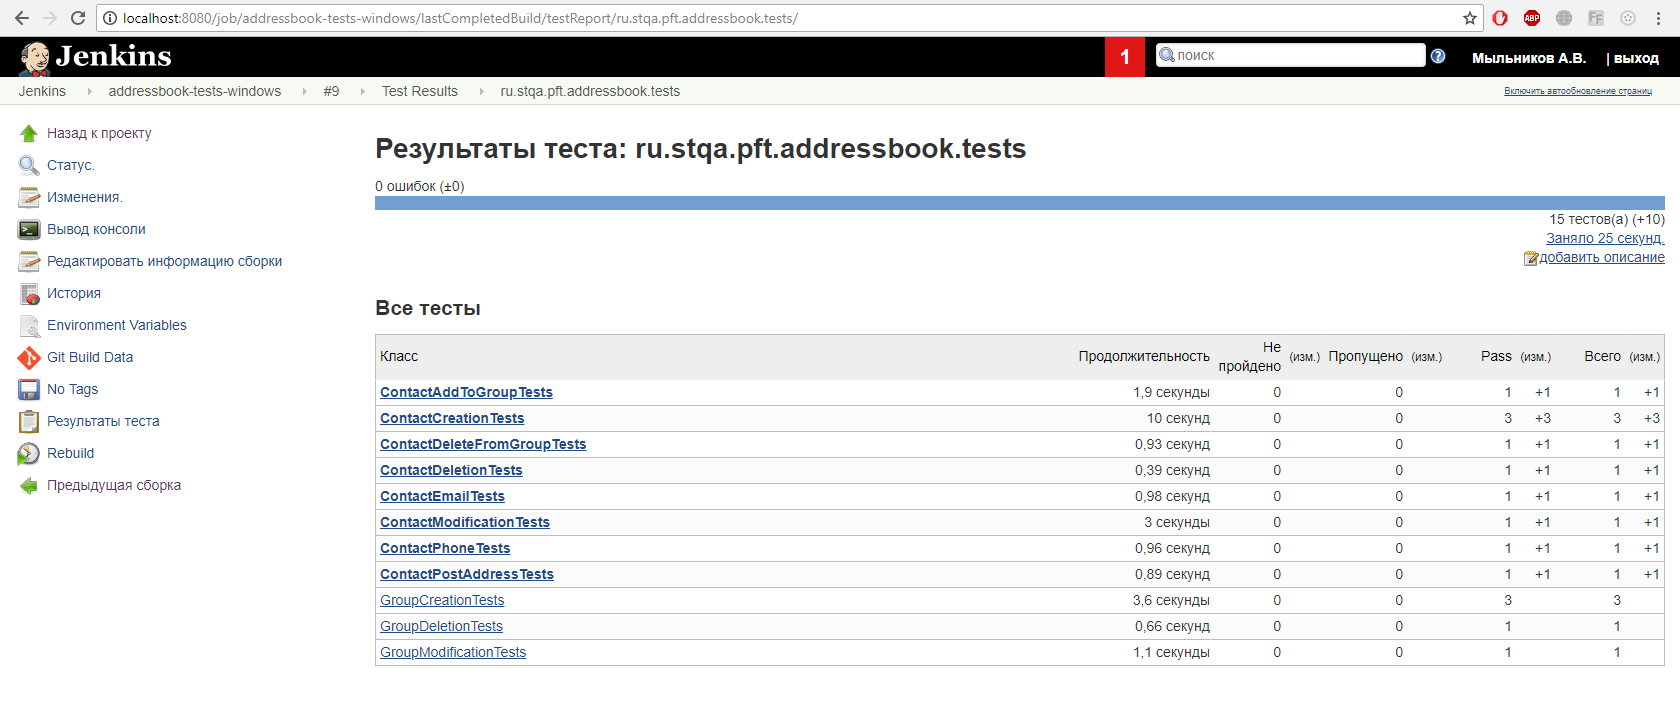 localhost:8080/job/addressbook-tests-windows/lastCompletedBuild/testReport/ru.stqa.pft.addressbook.tests/
ABP
FF
Jenkins
1
поиск
?
Мыльников А.В.
| выход
Jenkins
addressbook-tests-windows
#9
Test Results
ru.stqa.pft.addressbook.tests
Включить автообновление страниц
Назад к проекту
Статус.
Изменения.
Вывод консоли
Редактировать информацию сборки
История
Environment Variables
Git Build Data
No Tags
Результаты теста
Rebuild
Предыдущая сборка
Результаты теста: ru.stqa.pft.addressbook.tests
0 ошибок (±0)
15 тестов(а) (+10)
Заняло 25 секунд.
добавить описание
Все тесты
Класс Продолжительность Не пройдено (изм.) Пропущено (изм.) Pass (изм.) Всего (изм.)
ContactAddToGroupTests 1,9 секунды 0 0 1 +1 1 +1
ContactCreationTests 10 секунд 0 0 3 +3 3 +3
ContactDeleteFromGroupTests 0,93 секунд 0 0 1 +1 1 +1
ContactDeletionTests 0,39 секунд 0 0 1 +1 1 +1
ContactEmailTests 0,98 секунд 0 0 1 +1 1 +1
ContactModificationTests 3 секунды 0 0 1 +1 1 +1
ContactPhoneTests 0,96 секунд 0 0 1 +1 1 +1
ContactPostAddressTests 0,89 секунд 0 0 1 +1 1 +1
GroupCreationTests 3,6 секунды 0 0 3 3
GroupDeletionTests 0,66 секунд 0 0 1 1
GroupModificationTests 1,1 секунды 0 0 1 1